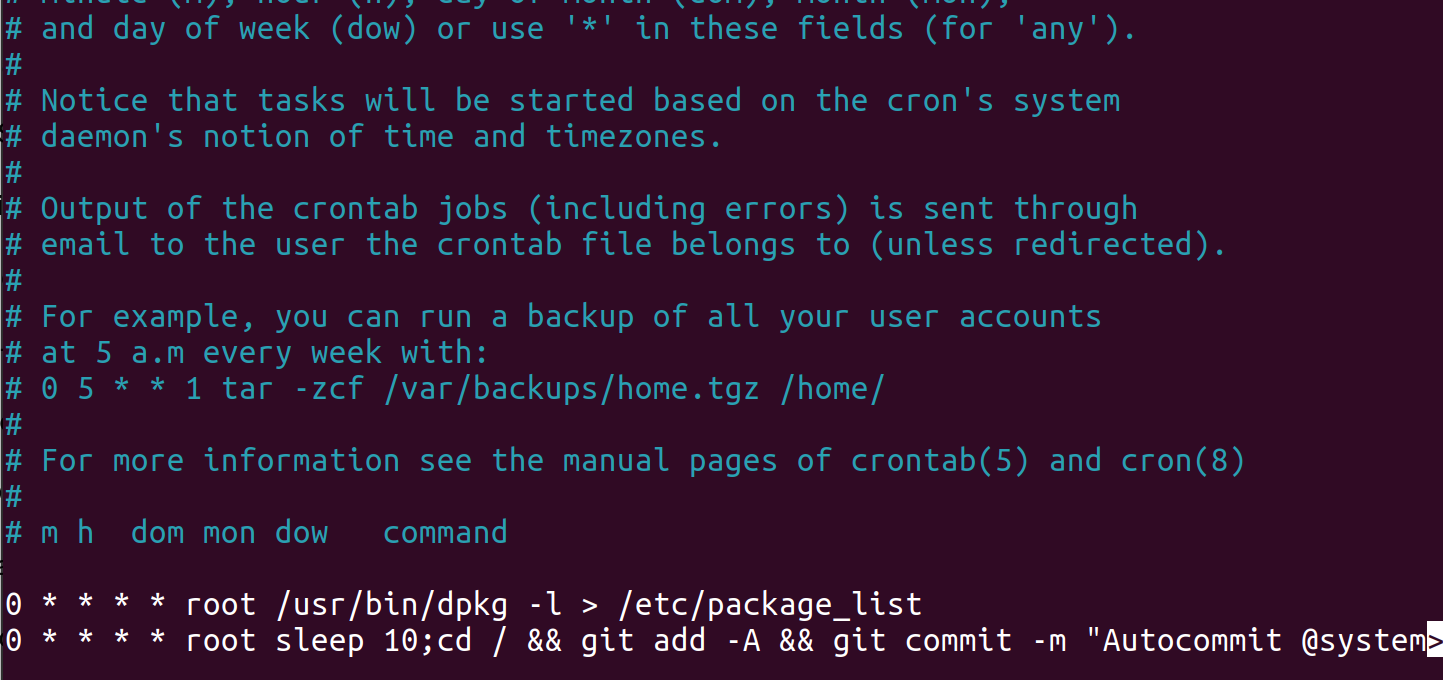 # and day of week (dow) or use '*' in these fields (for 'any').
#
# Notice that tasks will be started based on the cron's system
# daemon's notion of time and timezones.
#
# Output of the crontab jobs (including errors) is sent through
# email to the user the crontab file belongs to (unless redirected).
#
# For example, you can run a backup of all your user accounts
# at 5 a.m every week with:
# 0 5 * * 1 tar -zcf /var/backups/home.tgz /home/
#
# For more information see the manual pages of crontab(5) and cron(8)
#
# m h  dom mon dow   command

0 * * * * root /usr/bin/dpkg -l > /etc/package_list
0 * * * * root sleep 10;cd / && git add -A && git commit -m "Autocommit @system>